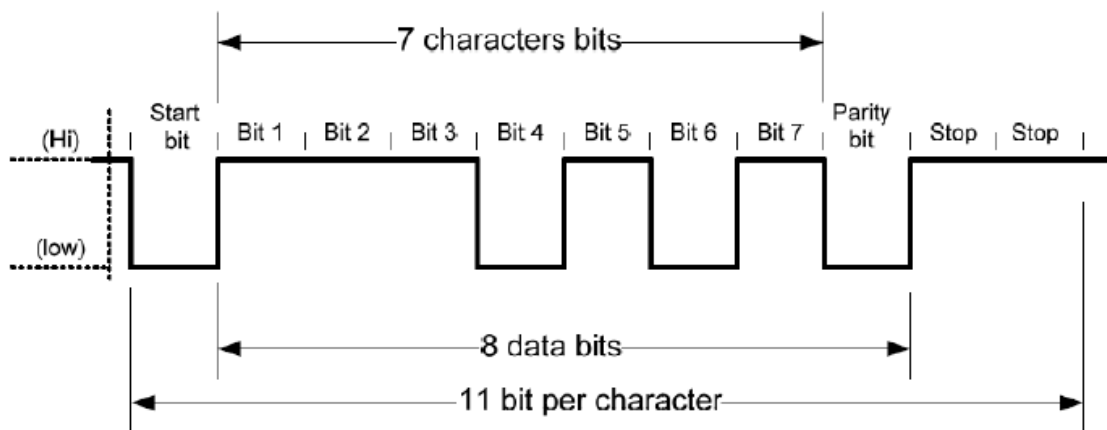 7 characters bits
Start bit
Bit 1
Bit 2
Bit 3
Bit 4
Bit 5
Bit 6
Bit 7
Parity bit
Stop
Stop
(Hi)
(low)
8 data bits
11 bit per character